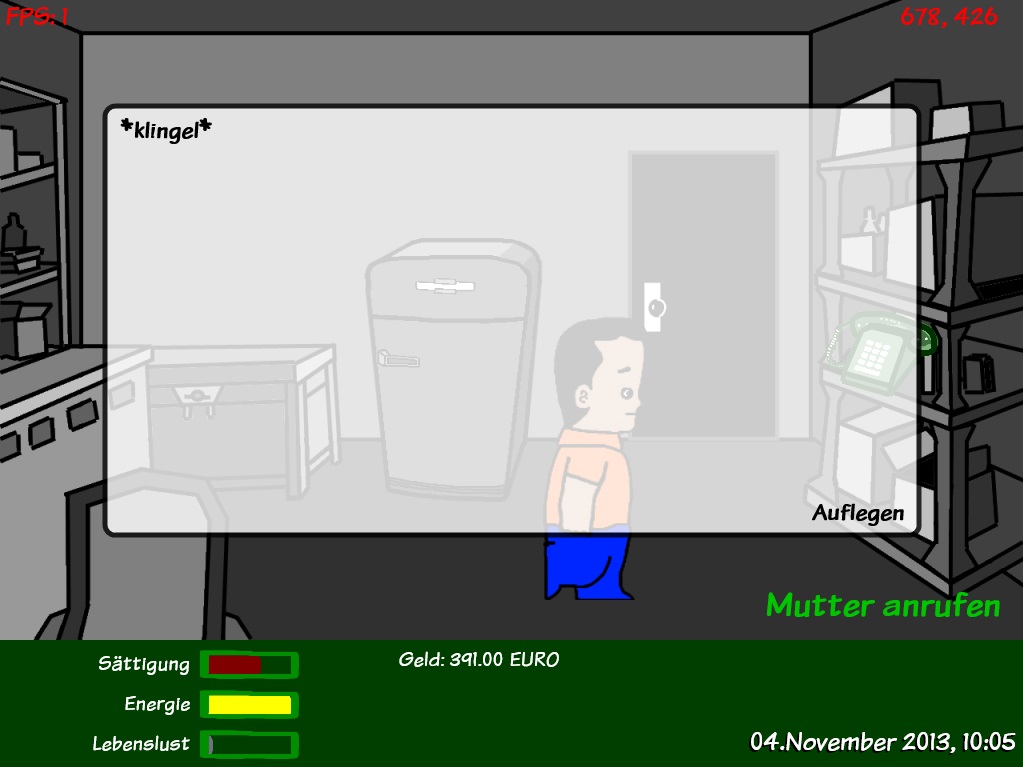 FPS: 1
678, 426
*klingel*
Auflegen
Mutter anrufen
Sättigung
Geld: 391.00 EURO
Energie
Lebenslust
04.November 2013, 10:05